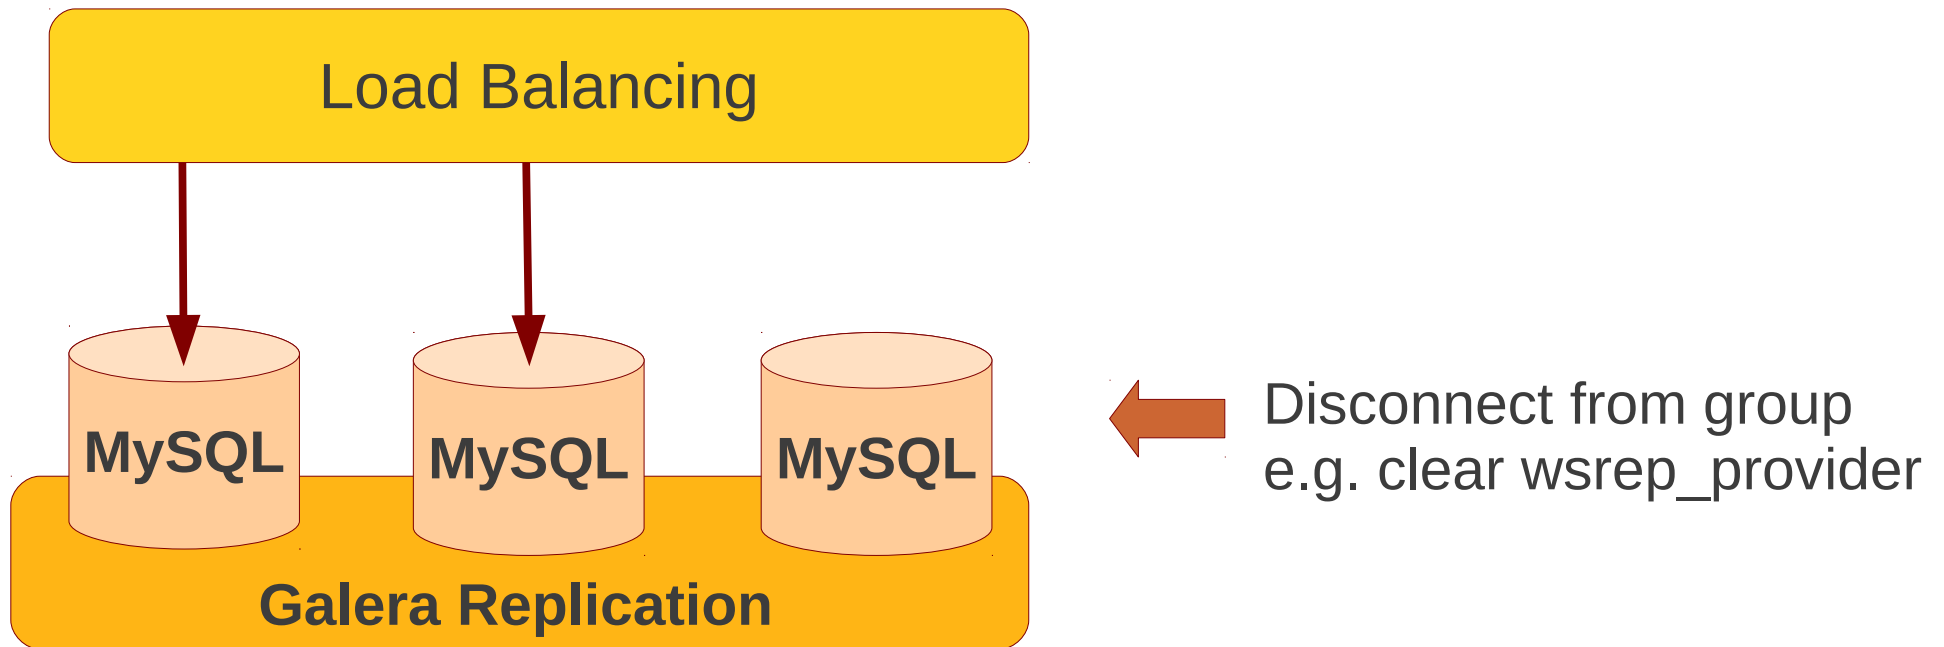 Load Balancing
MySQL
MySQL
MySQL
Disconnect from group
e.g. clear wsrep_provider
Galera Replication